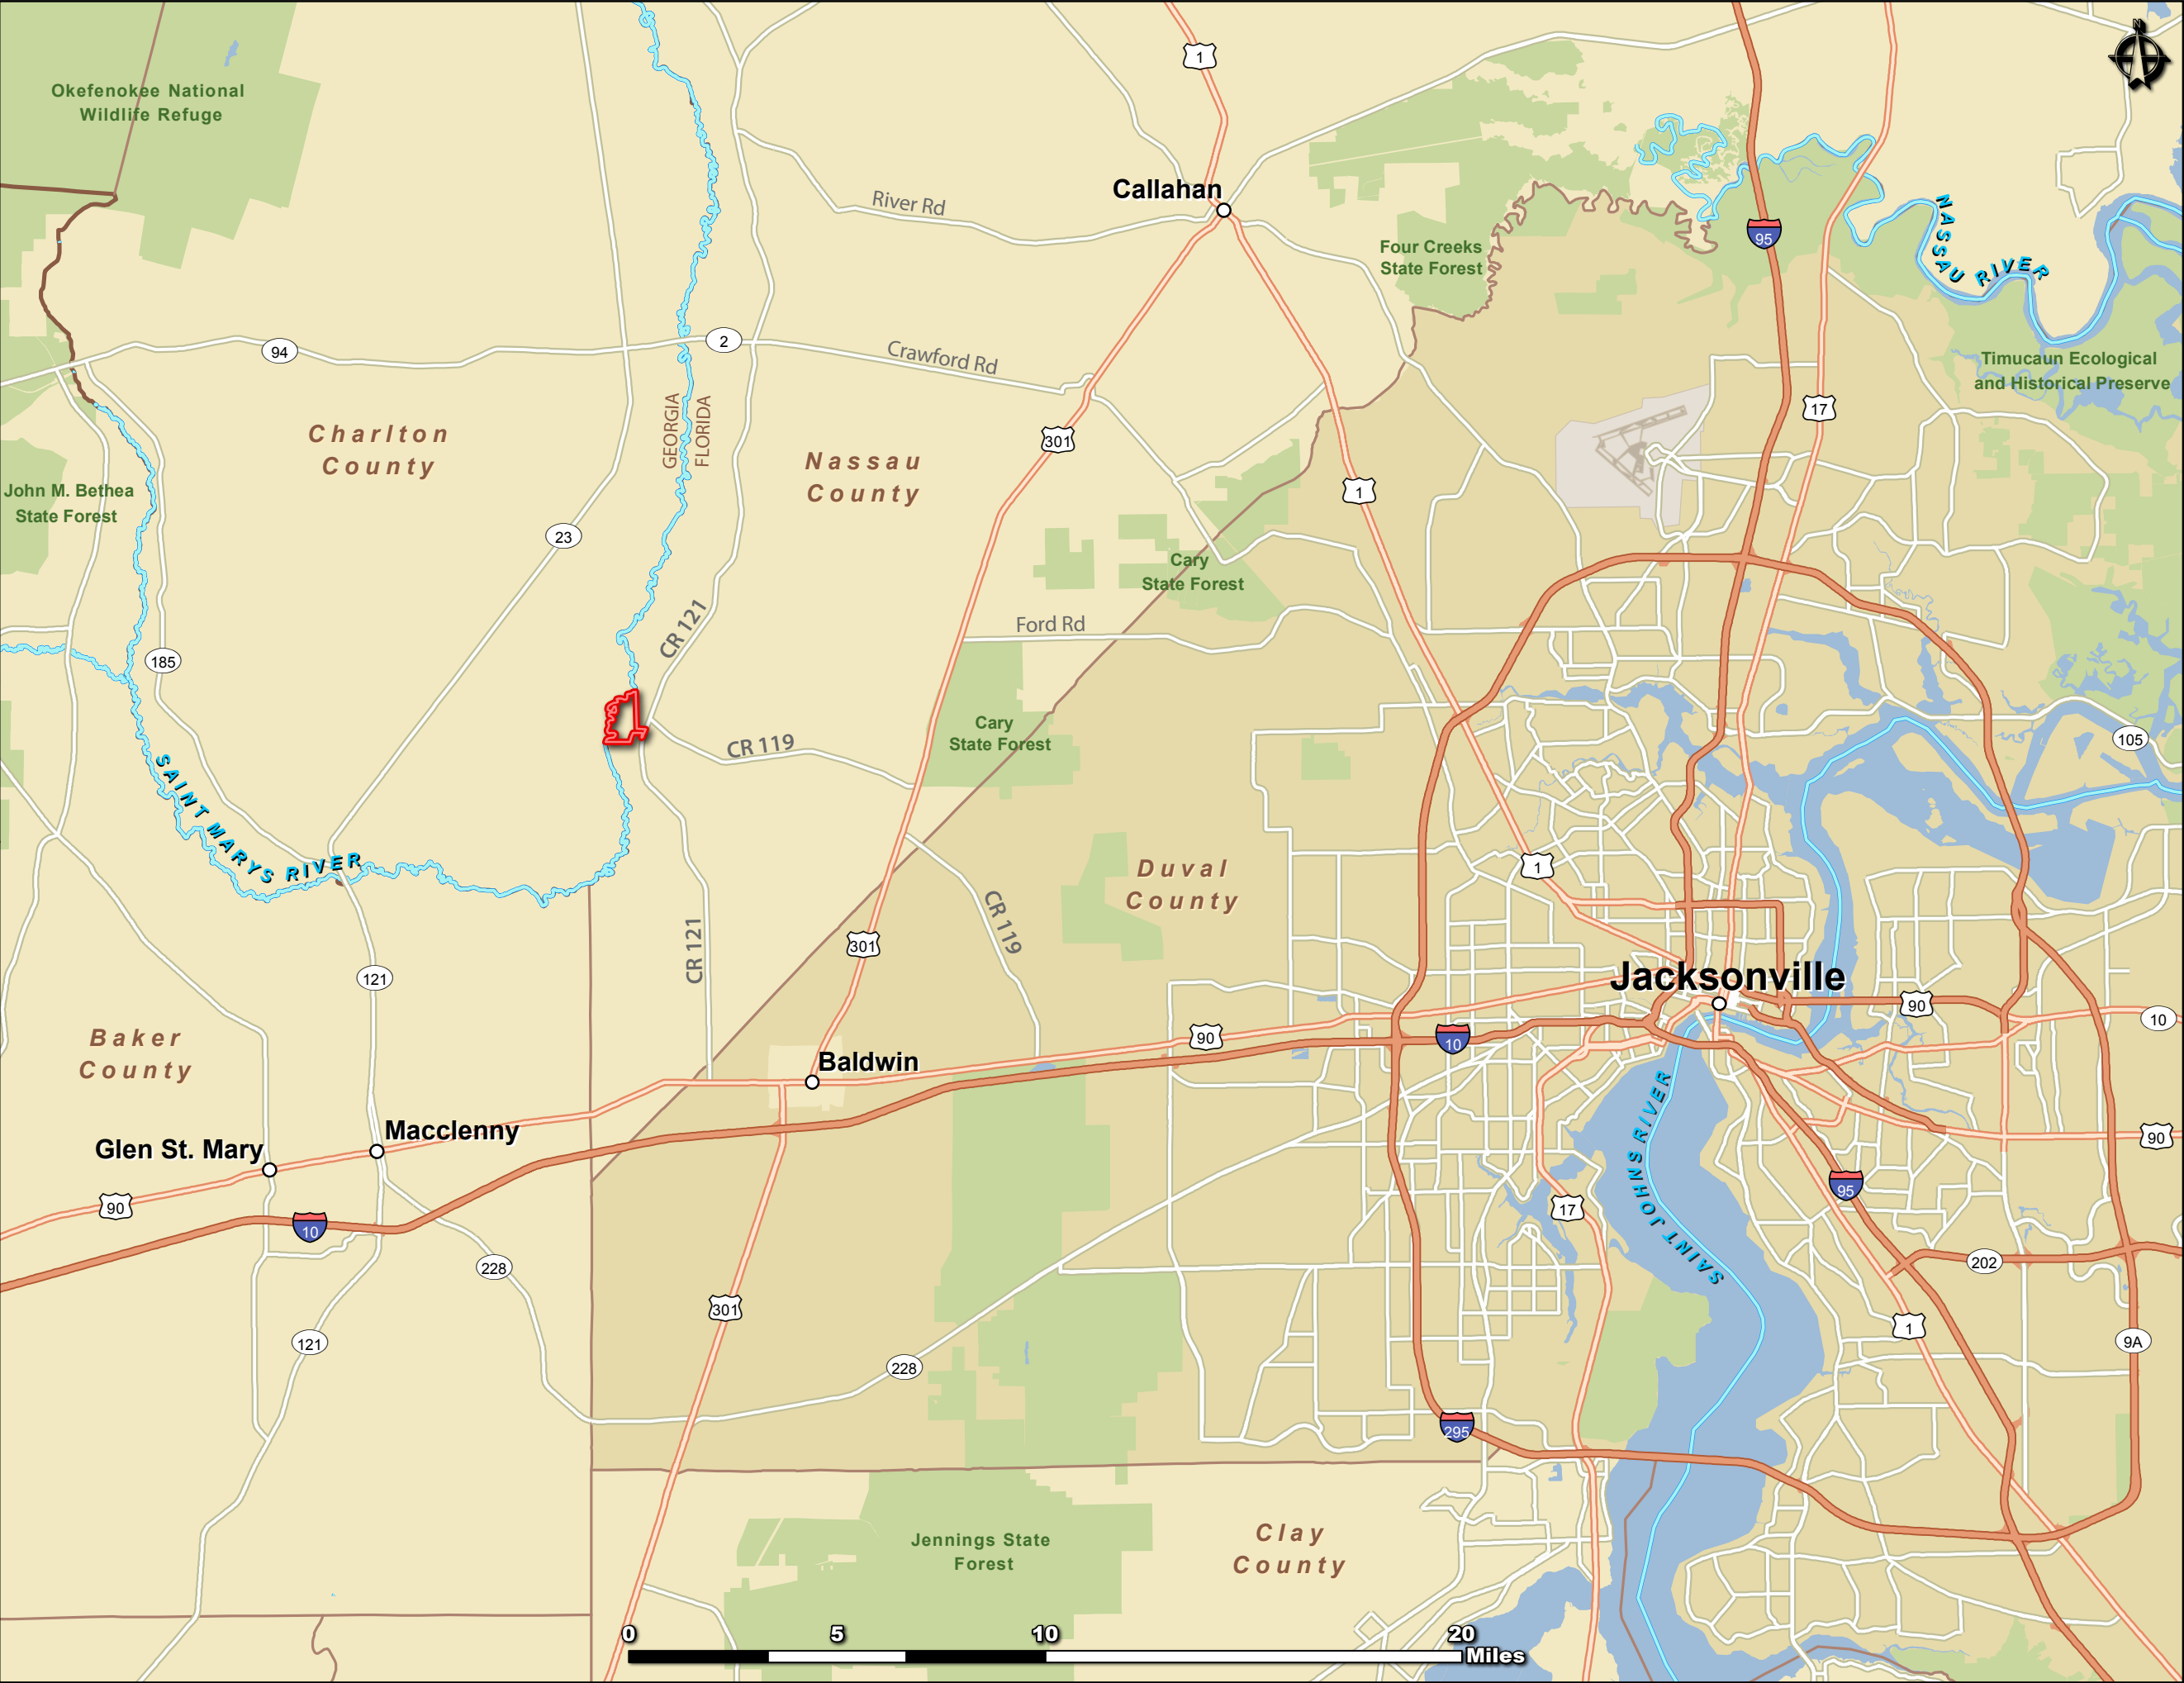 N
1
Okefenokee National
Wildlife Refuge
Callahan
River Rd
NASSAU RIVER
95
Four Creeks
State Forest
94
2
Crawford Rd
Timucaun Ecological
and Historical Preserve
GEORGIA
FLORIDA
17
Charlton
County
301
Nassau
County
John M. Bethea
State Forest
1
23
Cary
State Forest
CR 121
Ford Rd
185
Cary
State Forest
CR 119
105
SAINT MARYS RIVER
Duval
County
1
CR 119
301
CR 121
121
Jacksonville
90
10
Baker
County
90
10
Baldwin
SAINT JOHNS RIVER
Macclenny
Glen St. Mary
90
90
10
95
17
228
202
301
121
1
9A
228
295
Jennings State
Forest
Clay
County
0
5
10
20
Miles